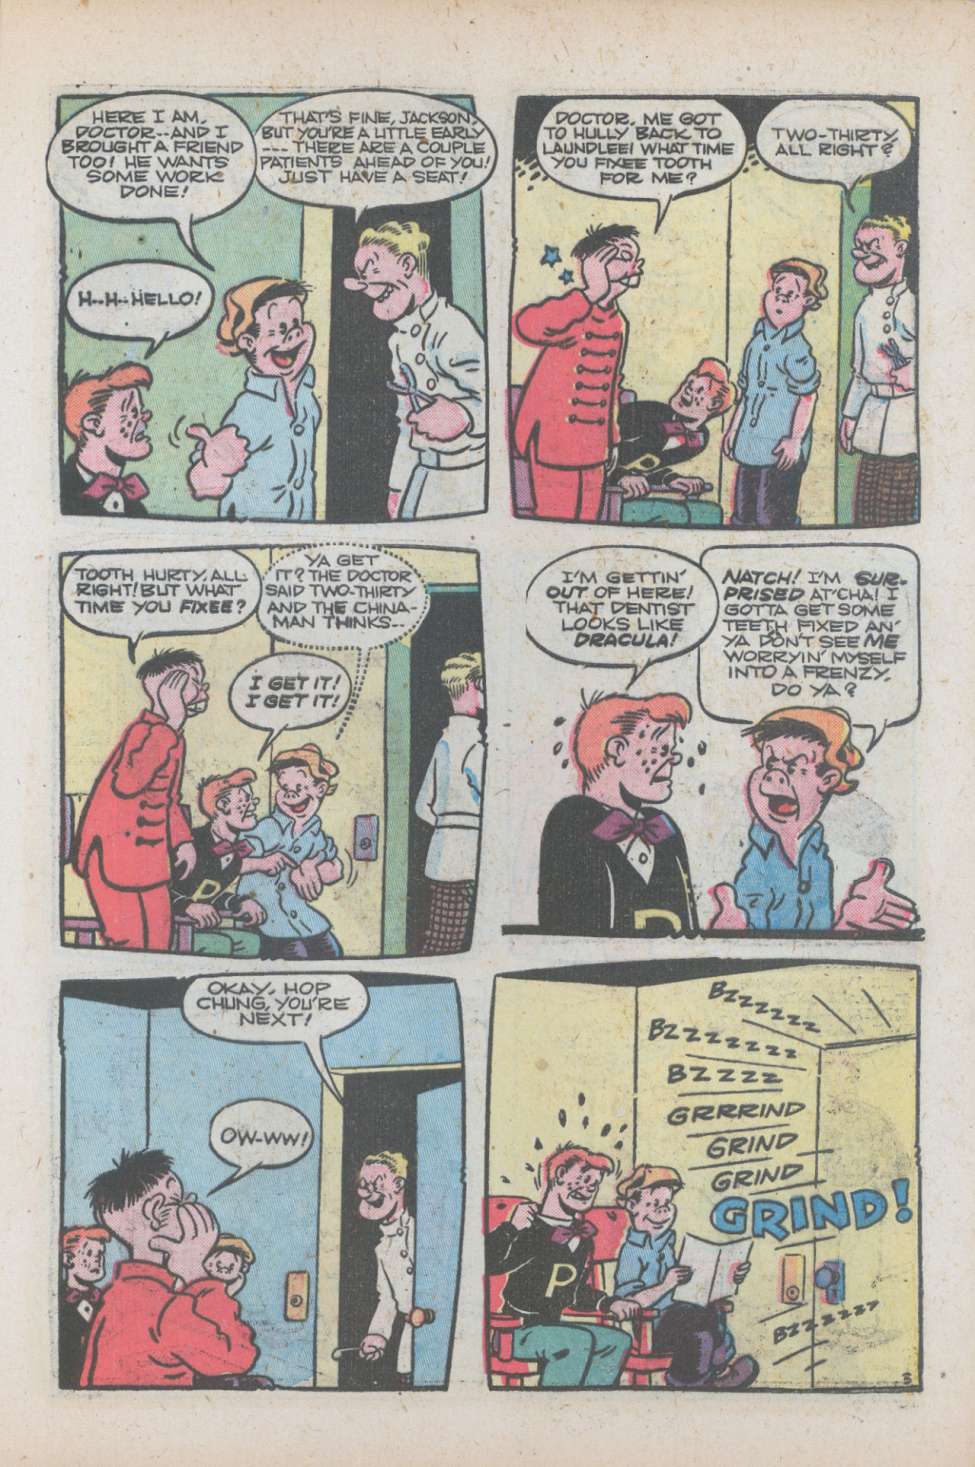 HERE I AM,
DOCTOR--AND I
BROUGHT A FRIEND
TOO! HE WANTS
SOME WORK
DONE!
THAT'S FINE, JACKSON,
BUT YOU'RE A LITTLE EARLY
--- THERE ARE A COUPLE
PATIENTS AHEAD OF YOU!
JUST HAVE A SEAT!
H--H--HELLO!
DOCTOR, ME GOT
TO HULLY BACK TO
LAUNDLEE! WHAT TIME
YOU FIXEE TOOTH
FOR ME?
TWO-THIRTY,
ALL RIGHT?
P
TOOTH HURTY, ALL
RIGHT! BUT WHAT
TIME YOU FIXEE?
YA GET
IT? THE DOCTOR
SAID TWO-THIRTY
AND THE CHINA-
MAN THINKS--
I GET IT!
I GET IT!
P
I'M GETTIN'
OUT OF HERE!
THAT DENTIST
LOOKS LIKE
DRACULA!
NATCH! I'M SUR-
PRISED AT'CHA! I
GOTTA GET SOME
TEETH FIXED AN'
YA DON'T SEE ME
WORRYIN' MYSELF
INTO A FRENZY,
DO YA?
P
OKAY, HOP
CHUNG, YOU'RE
NEXT!
OW-WW!
BZZZZZZ
BZZZZZZZZ
BZZZZ
GRRRIND
GRIND
GRIND
GRIND!
P
BZZZZZZ
3